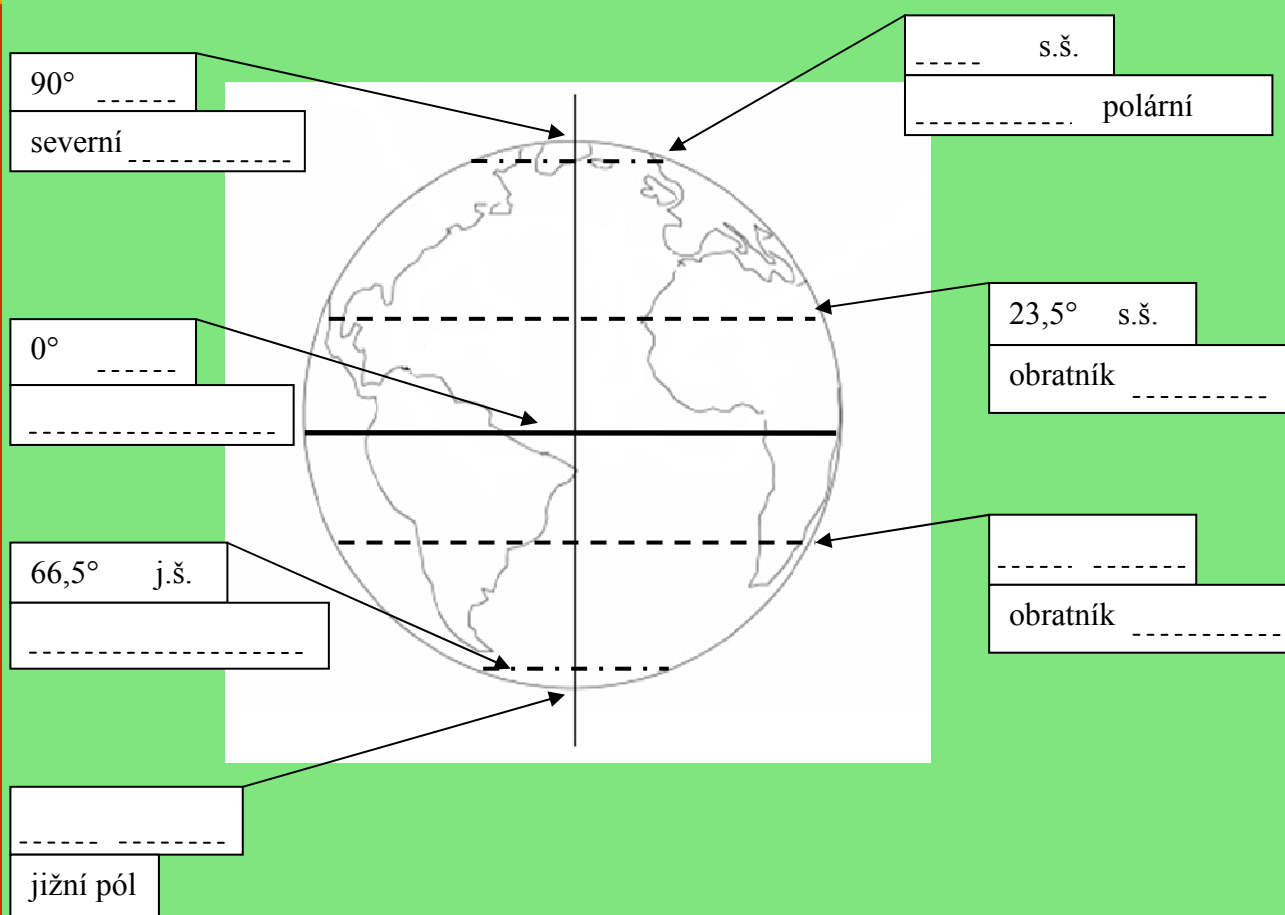 90° ------
severní -------------
----- s.š.
------------ polární
0° ------
-------------------
23,5° s.š.
obratník -----------
66,5° j.š.
---------------------
------ -------
obratník ------------
------ --------
jižní pól